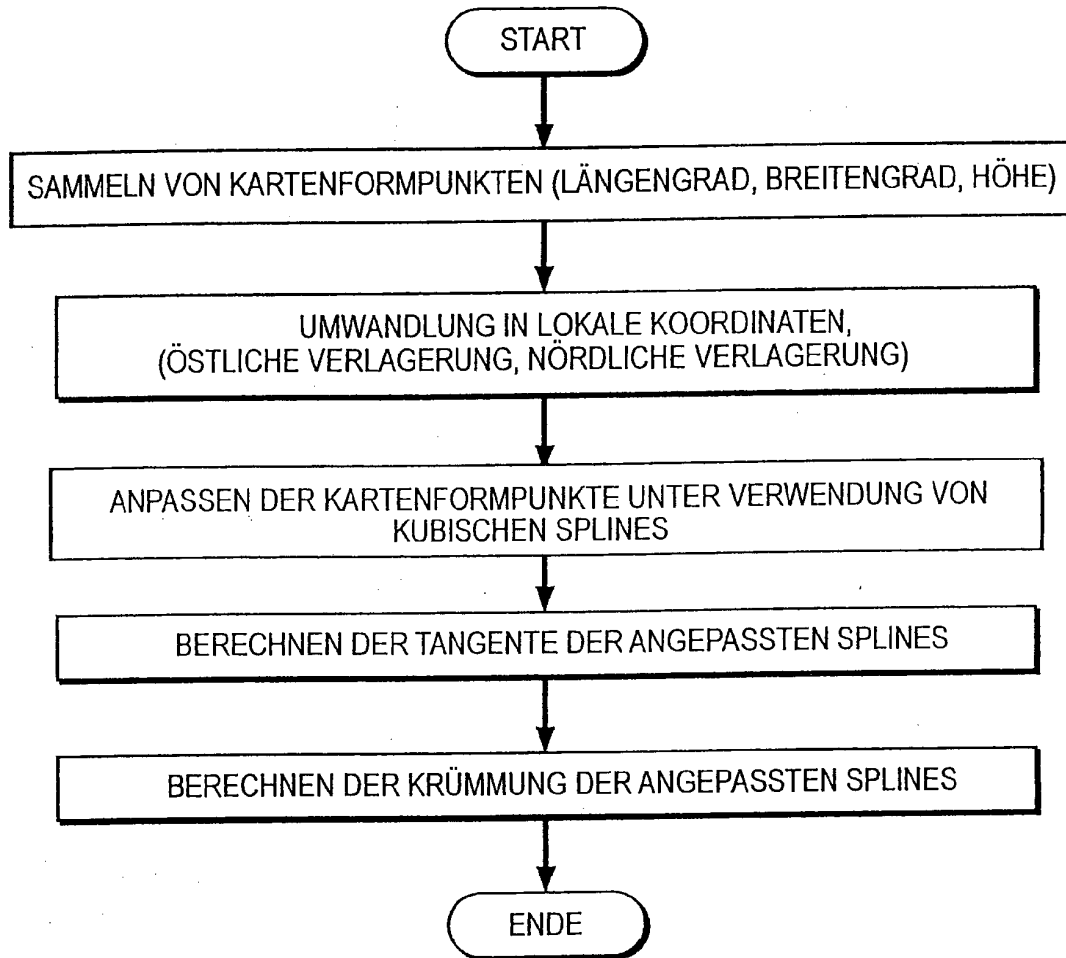 START
SAMMELN VON KARTENFORMPUNKTEN (LÄNGENGRAD, BREITENGRAD, HÖHE)
UMWANDLUNG IN LOKALE KOORDINATEN,
(ÖSTLICHE VERLAGERUNG, NÖRDLICHE VERLAGERUNG)
ANPASSEN DER KARTENFORMPUNKTE UNTER VERWENDUNG VON
KUBISCHEN SPLINES
BERECHNEN DER TANGENTE DER ANGEPASSTEN SPLINES
BERECHNEN DER KRÜMMUNG DER ANGEPASSTEN SPLINES
ENDE